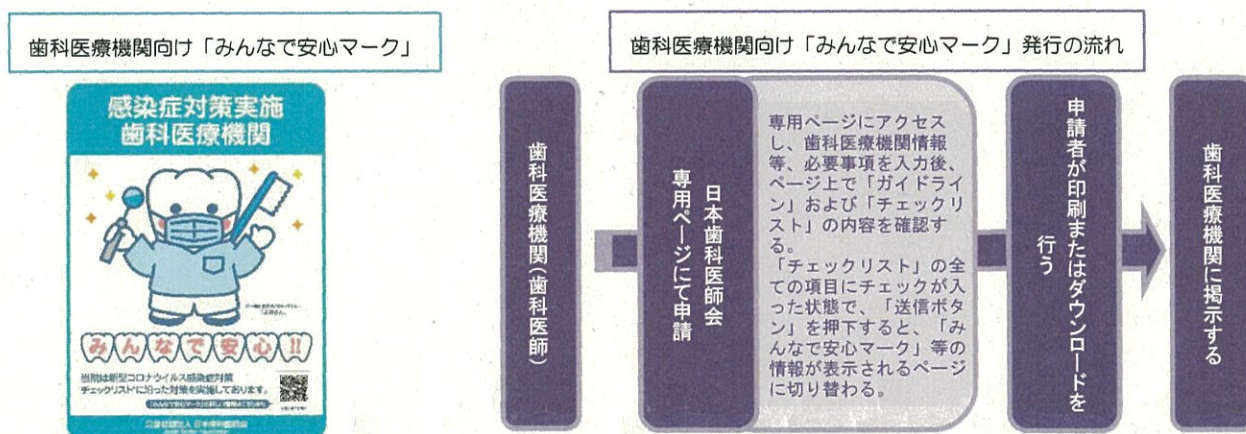 歯科医療機関向け「みんなで安心マーク」
感染症対策実施
歯科医療機関
みんなで安心!!
当院は新型コロナウイルス感染症対策
チェックリストに沿った対策を実施しております。
公益社団法人 日本歯科医師会
歯科医療機関向け「みんなで安心マーク」発行の流れ
歯科医療機関(歯科医師)
日本歯科医師会
専用ページにて申請
専用ページにアクセス
し、歯科医療機関情報
等、必要事項を入力後、
ページ上で「ガイドライ
ン」および「チェックリ
スト」の内容を確認す
る。
「チェックリスト」の全
ての項目にチェックが入
った状態で、「送信ボタ
ン」を押下すると、「み
んなで安心マーク」等の
情報が表示されるページ
に切り替わる。
申請者が印刷またはダウンロードを
行う
歯科医療機関に掲示する